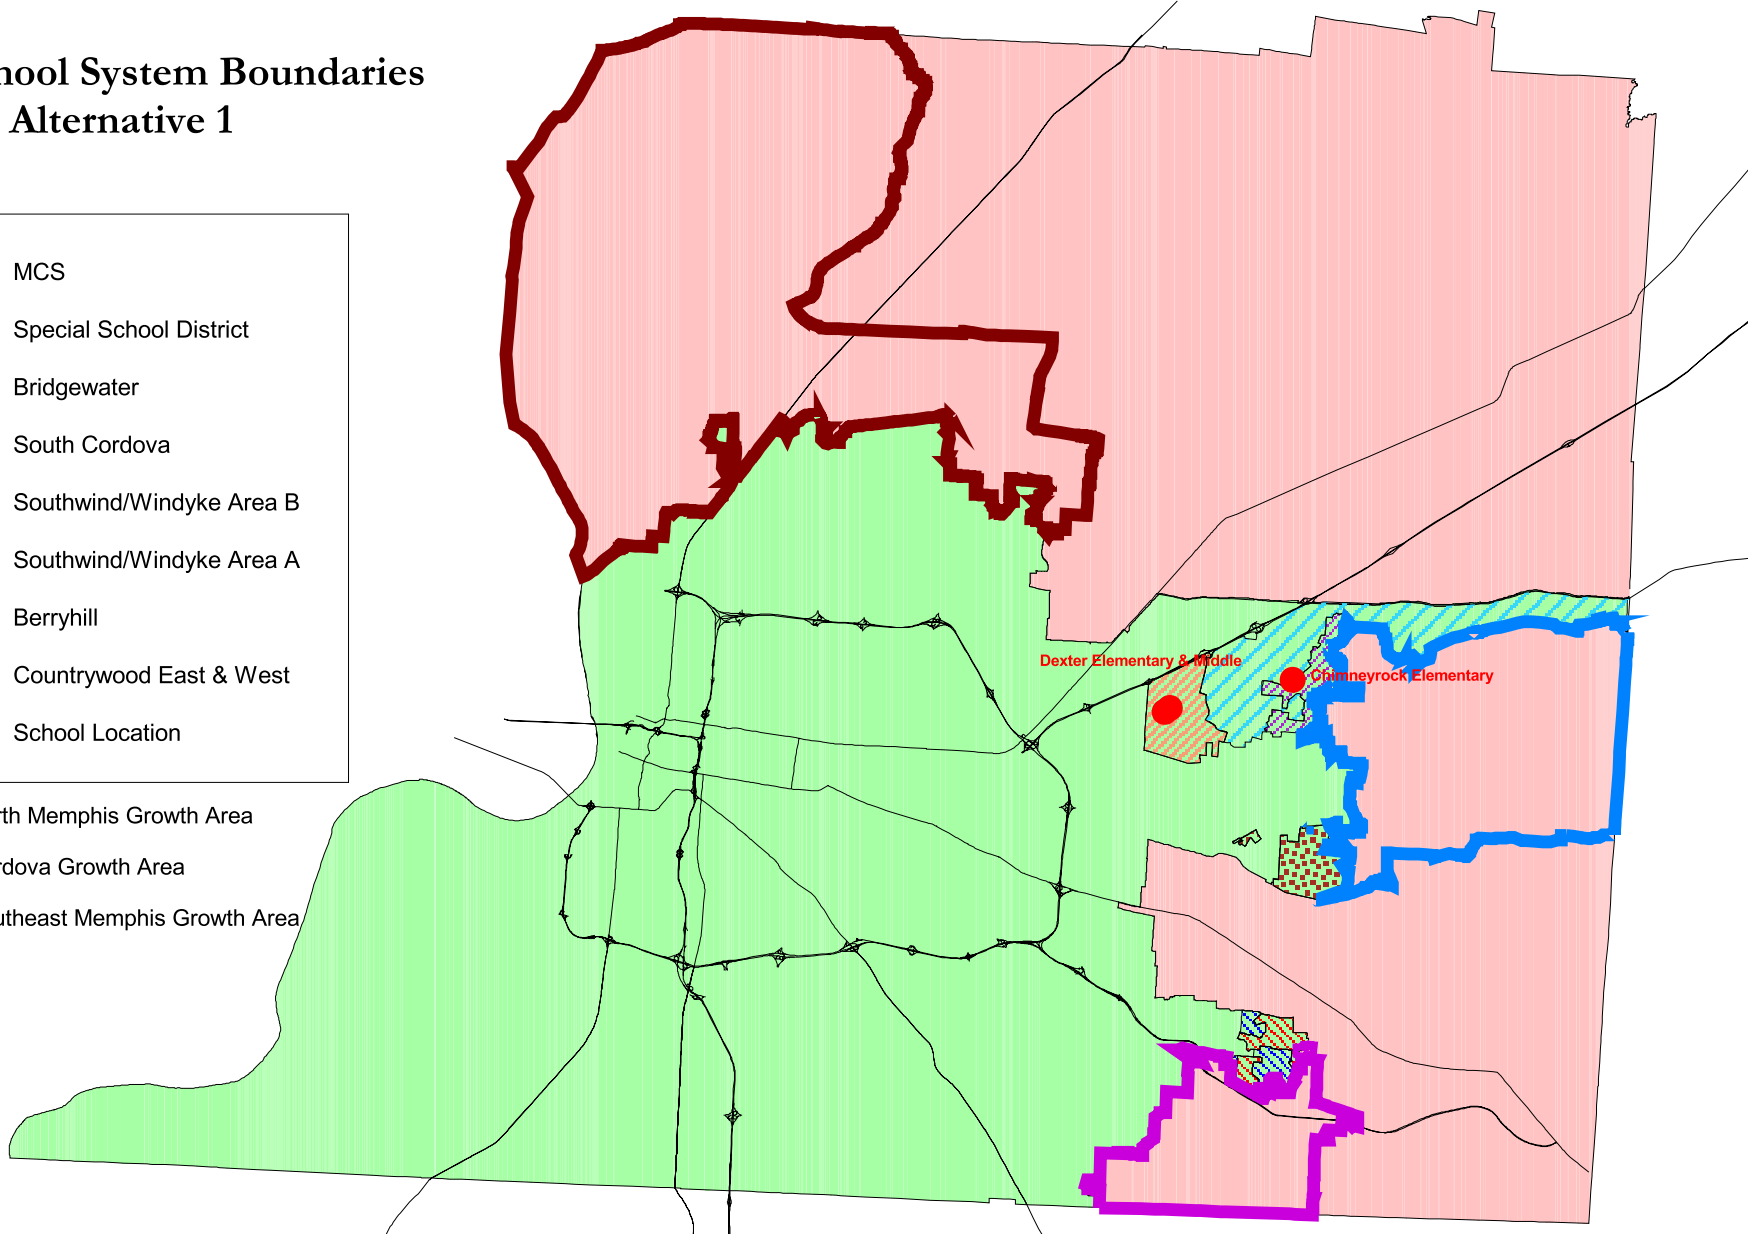 hool System Boundaries
Alternative 1
MCS
Special School District
Bridgewater
South Cordova
Southwind/Windyke Area B
Southwind/Windyke Area A
Berryhill
Countrywood East & West
School Location
rth Memphis Growth Area
rdova Growth Area
utheast Memphis Growth Area
Dexter Elementary & Middle
Chimneyrock Elementary